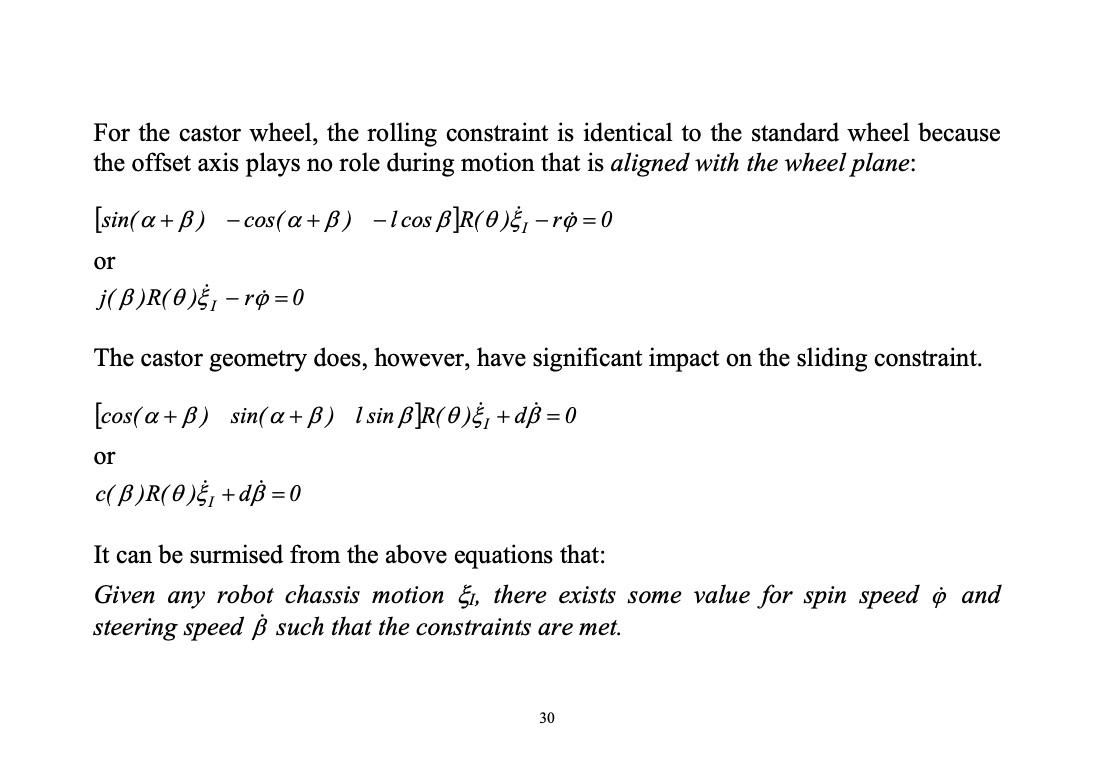 For the castor wheel, the rolling constraint is identical to the standard wheel because
the offset axis plays no role during motion that is aligned with the wheel plane:
[sin( α + β )   − cos( α + β )   − l cos β]R( θ )ξ̇_I − rφ̇ = 0
or
j( β )R( θ )ξ̇_I − rφ̇ = 0
The castor geometry does, however, have significant impact on the sliding constraint.
[cos( α + β )   sin( α + β )   l sin β]R( θ )ξ̇_I + dβ̇ = 0
or
c( β )R( θ )ξ̇_I + dβ̇ = 0
It can be surmised from the above equations that:
Given any robot chassis motion ξ_I, there exists some value for spin speed φ̇ and
steering speed β̇ such that the constraints are met.
30